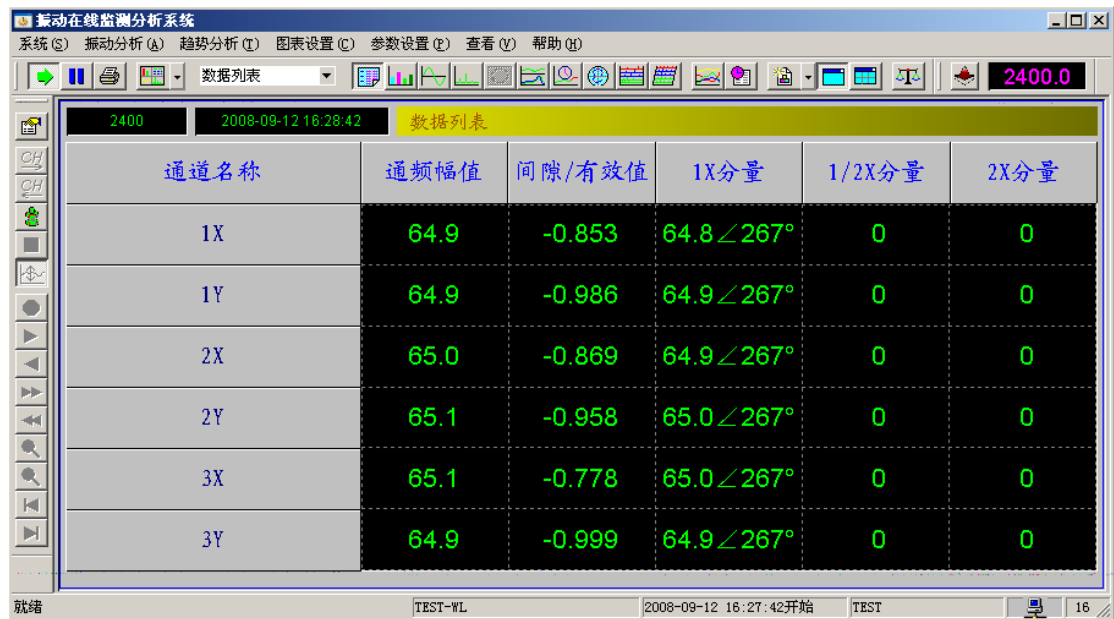 振动在线监测分析系统
系统(S) 振动分析(A) 趋势分析(T) 图表设置(C) 参数设置(P) 查看(V) 帮助(H)
数据列表 2400.0
2400 2008-09-12 16:28:42 数据列表
通道名称 通频幅值 间隙/有效值 1X分量 1/2X分量 2X分量
1X 64.9 -0.853 64.8∠267° 0 0
1Y 64.9 -0.986 64.9∠267° 0 0
2X 65.0 -0.869 64.9∠267° 0 0
2Y 65.1 -0.958 65.0∠267° 0 0
3X 65.1 -0.778 65.0∠267° 0 0
3Y 64.9 -0.999 64.9∠267° 0 0
CH
CH
就绪 TEST-WL 2008-09-12 16:27:42开始 TEST 16